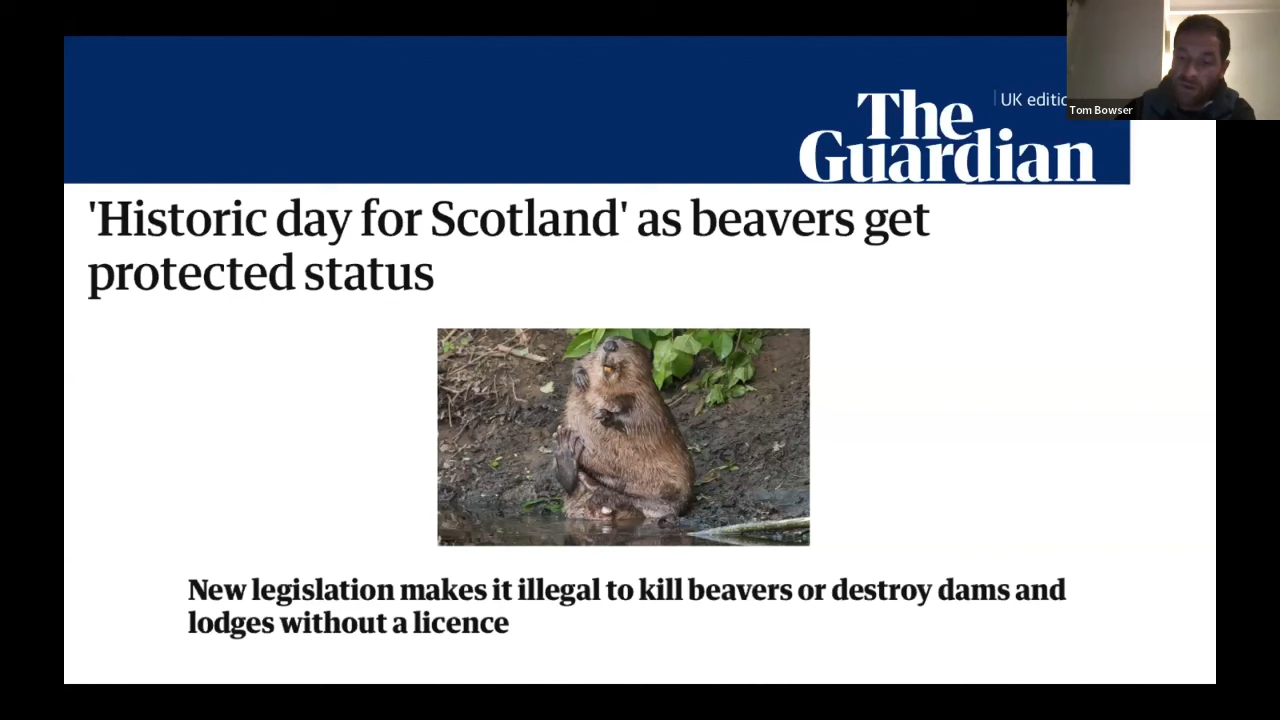 UK editio
Tom Bowser
The
Guardian
'Historic day for Scotland' as beavers get
protected status
New legislation makes it illegal to kill beavers or destroy dams and
lodges without a licence